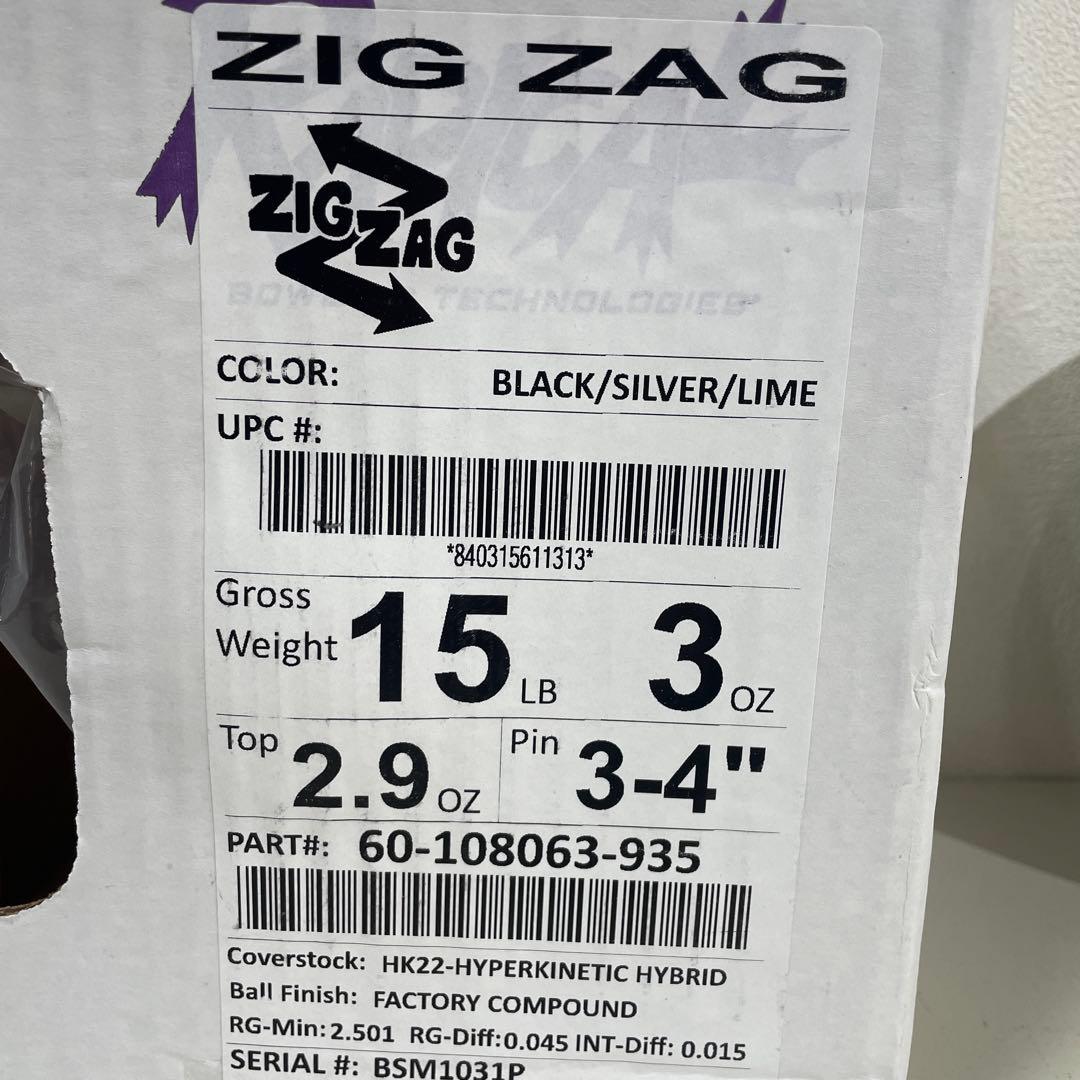 ZIG ZAG
ZIG
ZAG
BOWLING TECHNOLOGIES
COLOR: BLACK/SILVER/LIME
UPC #:
*840315611313*
Gross Weight 15 LB 3 OZ
Top 2.9 OZ Pin 3-4"
PART#: 60-108063-935
Coverstock: HK22-HYPERKINETIC HYBRID
Ball Finish: FACTORY COMPOUND
RG-Min: 2.501 RG-Diff: 0.045 INT-Diff: 0.015
SERIAL #: BSM1031P